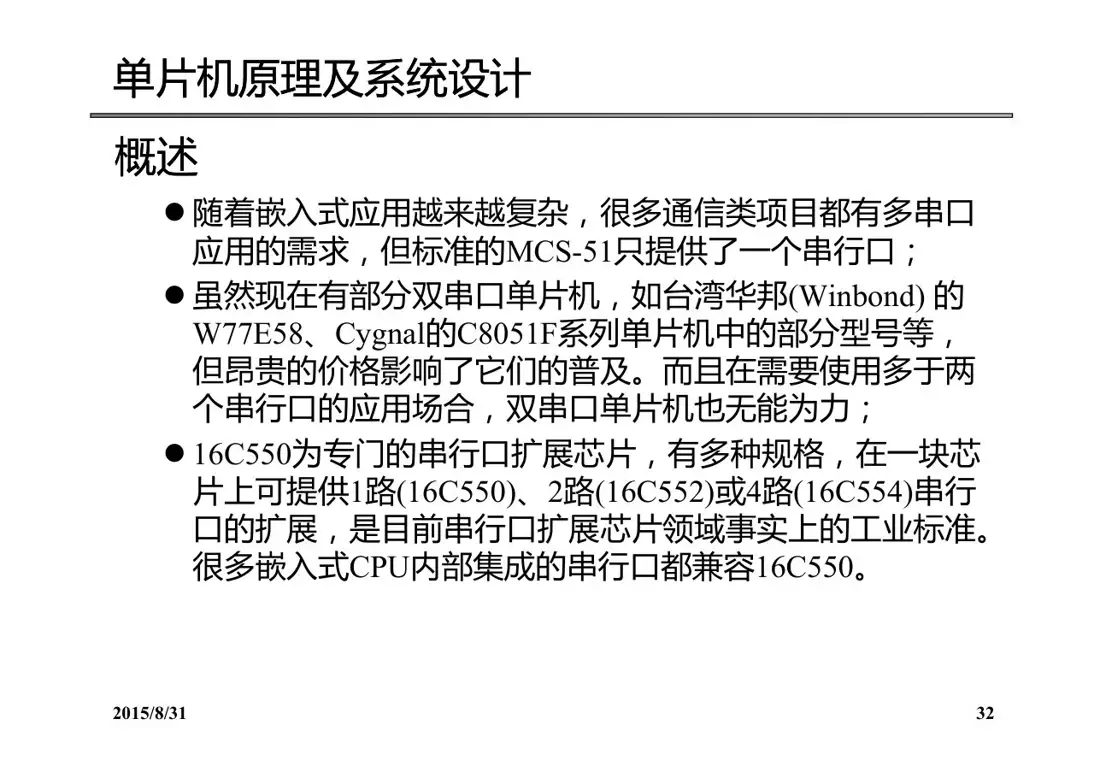 单片机原理及系统设计
概述
●随着嵌入式应用越来越复杂，很多通信类项目都有多串口
应用的需求，但标准的MCS-51只提供了一个串行口；
●虽然现在有部分双串口单片机，如台湾华邦(Winbond) 的
W77E58、Cygnal的C8051F系列单片机中的部分型号等，
但昂贵的价格影响了它们的普及。而且在需要使用多于两
个串行口的应用场合，双串口单片机也无能为力；
●16C550为专门的串行口扩展芯片，有多种规格，在一块芯
片上可提供1路(16C550)、2路(16C552)或4路(16C554)串行
口的扩展，是目前串行口扩展芯片领域事实上的工业标准。
很多嵌入式CPU内部集成的串行口都兼容16C550。
2015/8/31
32